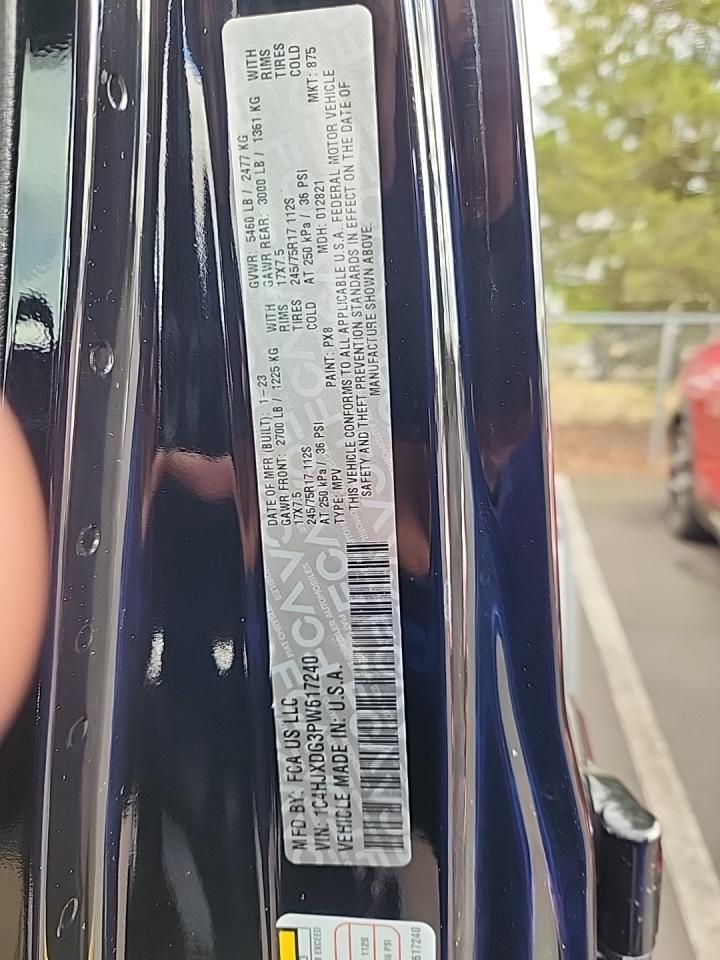 MFD BY: FCA US LLC
DATE OF MFR (BUILT): 1-23
GVWR: 5460 LB / 2477 KG
VIN: 1C4HJXDG3PW617240
GAWR FRONT: 2700 LB / 1225 KG WITH
GAWR REAR: 3000 LB / 1361 KG WITH
VEHICLE MADE IN: U.S.A.
17X7.5 RIMS
17X7.5 RIMS
245/75R17 112S TIRES
245/75R17 112S TIRES
AT 250 kPa / 36 PSI COLD
AT 250 kPa / 36 PSI COLD
TYPE: MPV
PAINT: PX8
MDH: 012821
MKT: 875
THIS VEHICLE CONFORMS TO ALL APPLICABLE U.S.A. FEDERAL MOTOR VEHICLE
SAFETY AND THEFT PREVENTION STANDARDS IN EFFECT ON THE DATE OF
MANUFACTURE SHOWN ABOVE.
EXCEED
112S
PSI
617240